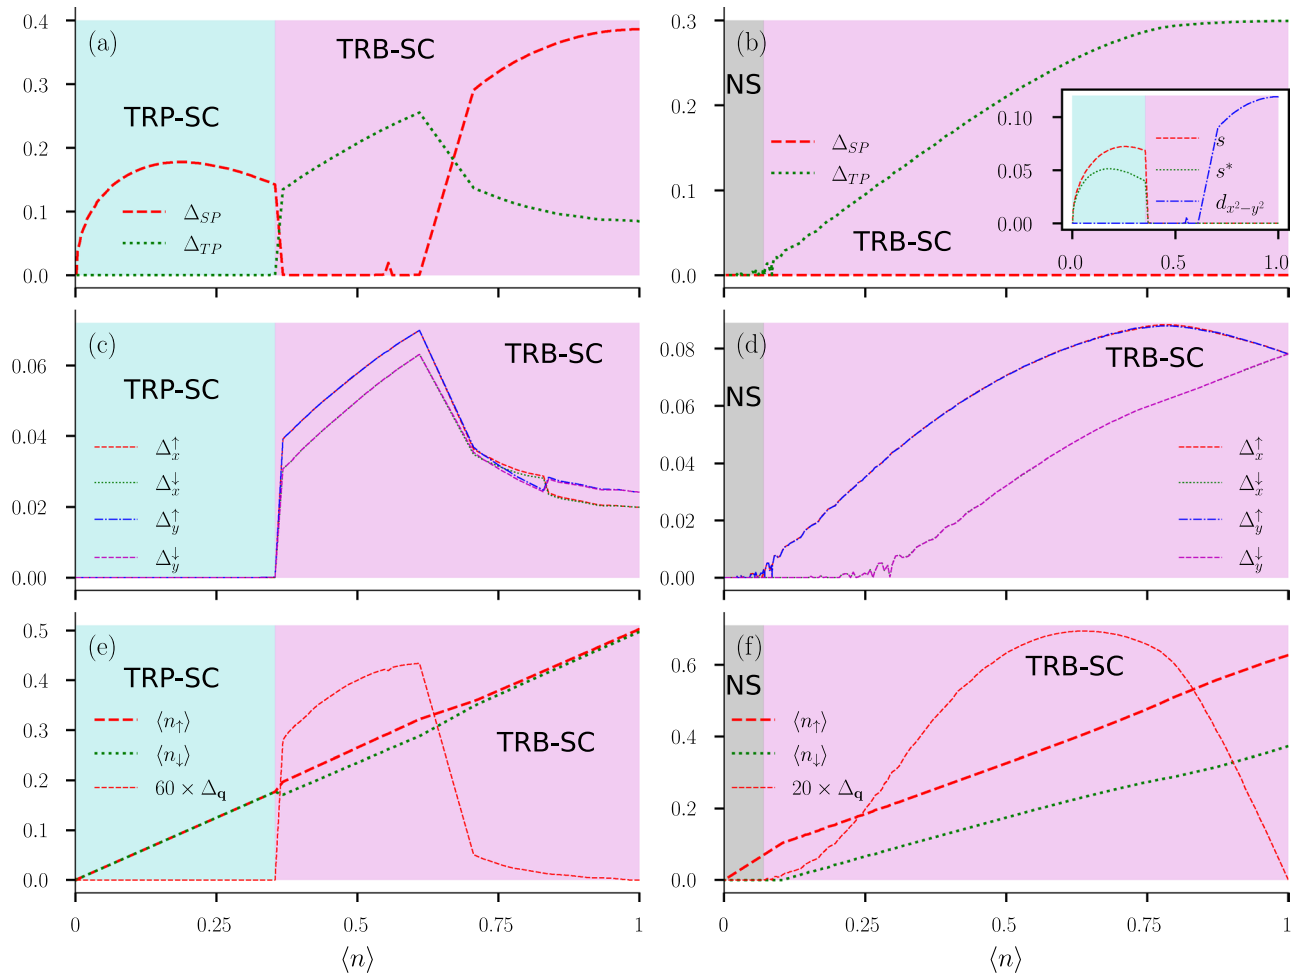 (a)
TRP-SC
TRB-SC
Δ_SP
Δ_TP
0.4
0.3
0.2
0.1
0.0
(b)
NS
TRB-SC
Δ_SP
Δ_TP
0.3
0.2
0.1
0.0
s
s*
d_{x²−y²}
0.10
0.05
0.00
0.0
0.5
1.0
(c)
TRP-SC
TRB-SC
Δ_x^↑
Δ_x^↓
Δ_y^↑
Δ_y^↓
0.06
0.04
0.02
0.00
(d)
NS
TRB-SC
Δ_x^↑
Δ_x^↓
Δ_y^↑
Δ_y^↓
0.08
0.06
0.04
0.02
0.00
(e)
TRP-SC
TRB-SC
⟨n_↑⟩
⟨n_↓⟩
60 × Δ_q
0.5
0.4
0.3
0.2
0.1
0.0
0
0.25
0.5
0.75
1
⟨n⟩
(f)
NS
TRB-SC
⟨n_↑⟩
⟨n_↓⟩
20 × Δ_q
0.6
0.4
0.2
0.0
0
0.25
0.5
0.75
1
⟨n⟩